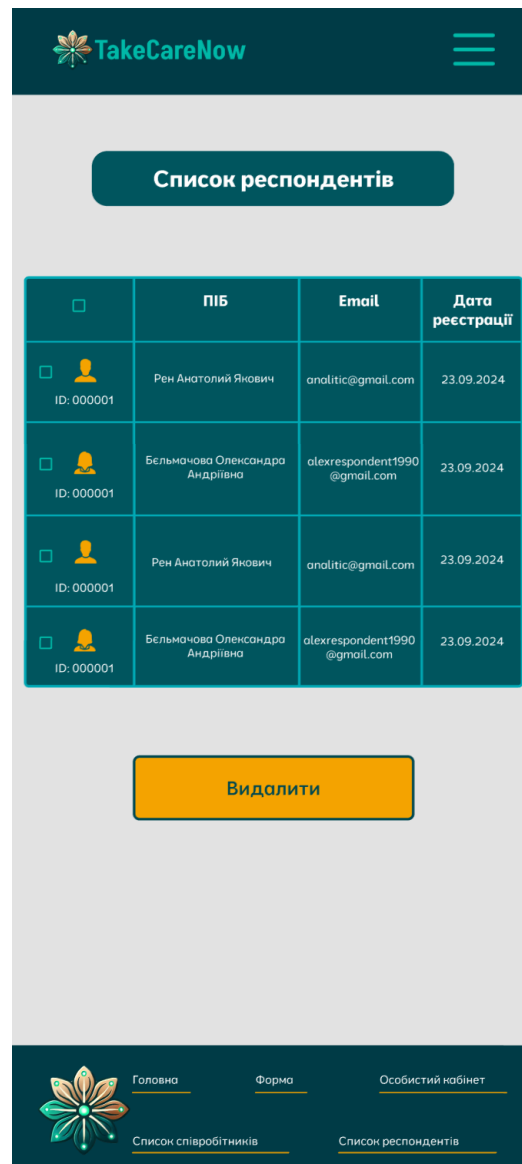 TakeCareNow
Список респондентів
ПІБ
Email
Дата
реєстрації
ID: 000001
Рен Анатолий Якович
analitic@gmail.com
23.09.2024
ID: 000001
Бєльмачова Олександра
Андріївна
alexrespondent1990
@gmail.com
23.09.2024
ID: 000001
Рен Анатолий Якович
analitic@gmail.com
23.09.2024
ID: 000001
Бєльмачова Олександра
Андріївна
alexrespondent1990
@gmail.com
23.09.2024
Видалити
Головна
Форма
Особистий кабінет
Список співробітників
Список респондентів